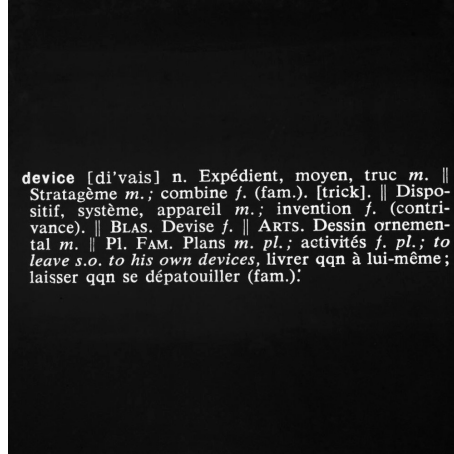 device [di'vais] n. Expédient, moyen, truc m. ||
Stratagème m.; combine f. (fam.). [trick]. || Dispo-
sitif, système, appareil m.; invention f. (contri-
vance). || BLAS. Devise f. || ARTS. Dessin ornemen-
tal m. || Pl. FAM. Plans m. pl.; activités f. pl.; to
leave s.o. to his own devices, livrer qqn à lui-même;
laisser qqn se dépatouiller (fam.).